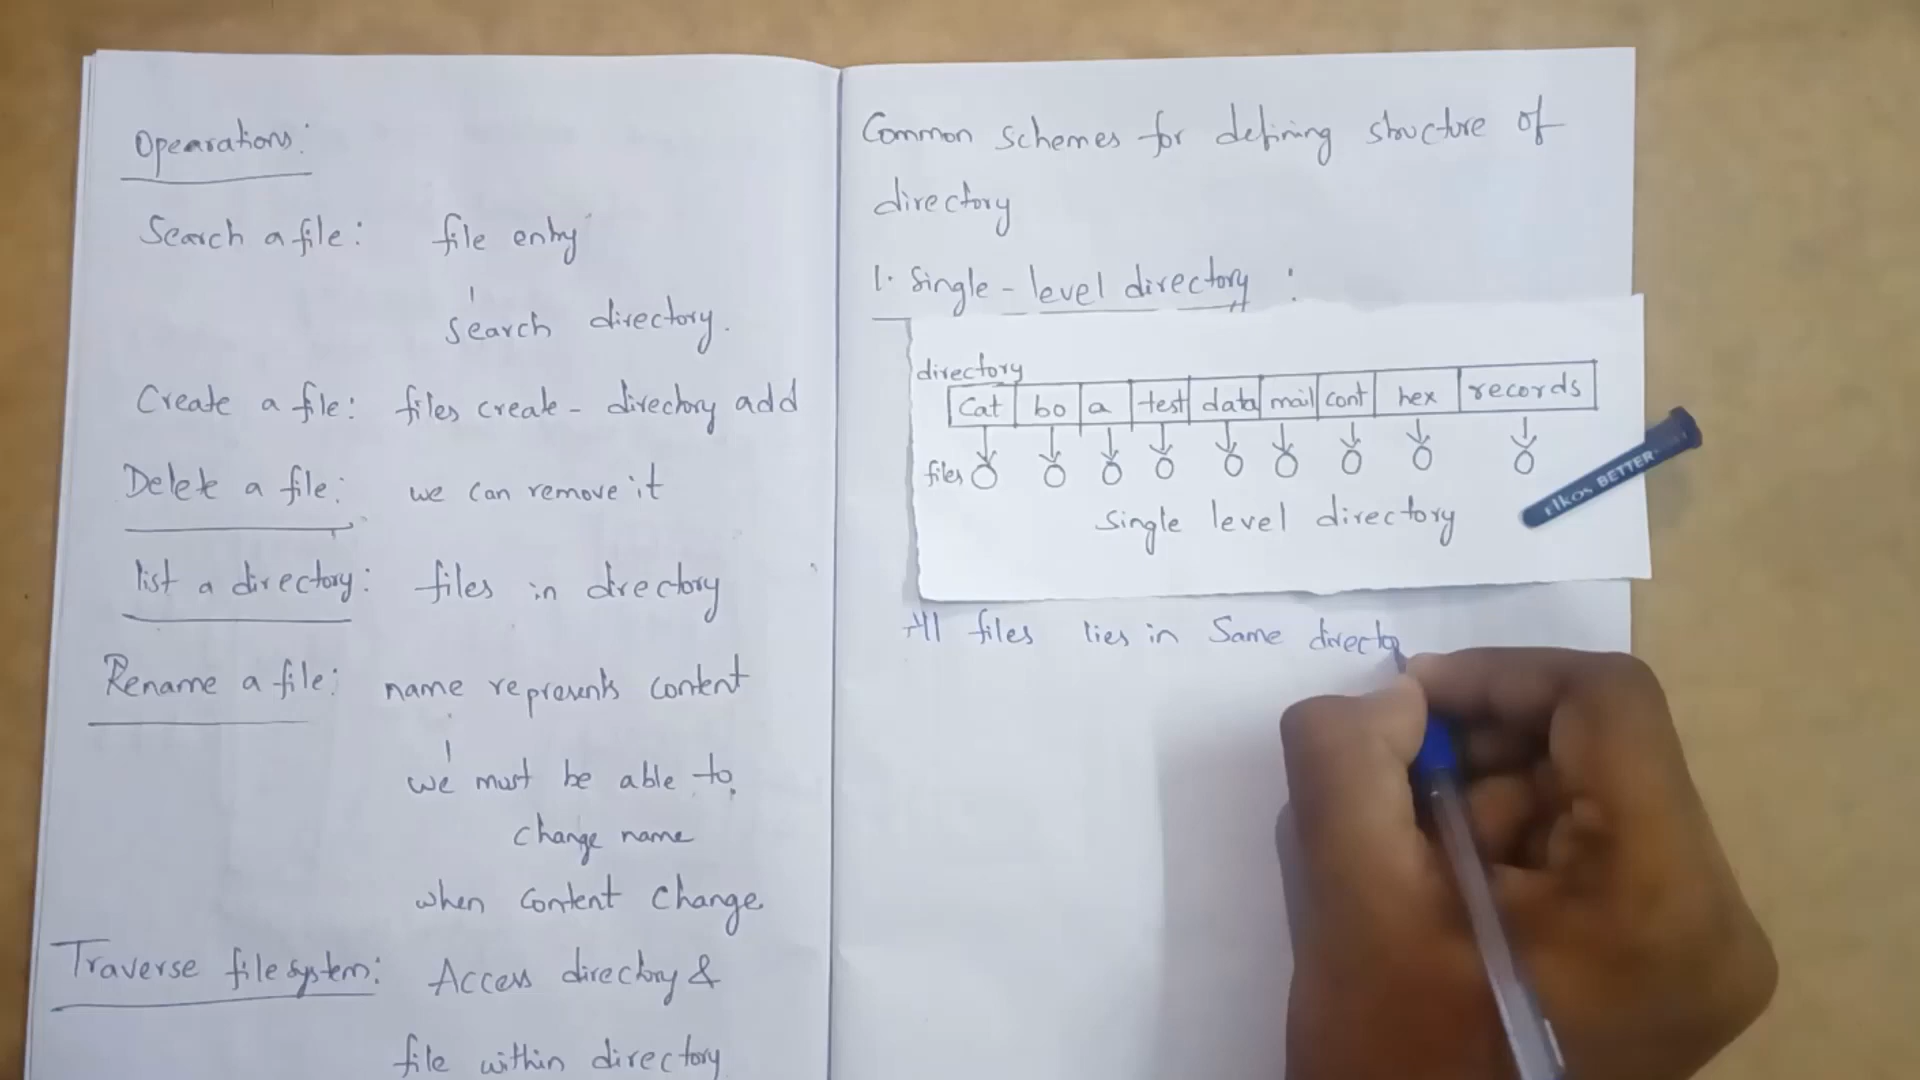 Opearations:
Search a file: file entry
search directory.
Create a file: files create - directory add
Delete a file: we can remove it
list a directory: files in directory
Rename a file: name represents content
we must be able to
change name
when content change
Traverse file system: Access directory &
file within directory
Common Schemes for defining structure of
directory
1. Single-level directory:
directory
Cat bo a test data mail cont hex records
files
Single level directory
All files lies in Same directo
elkos BETTER